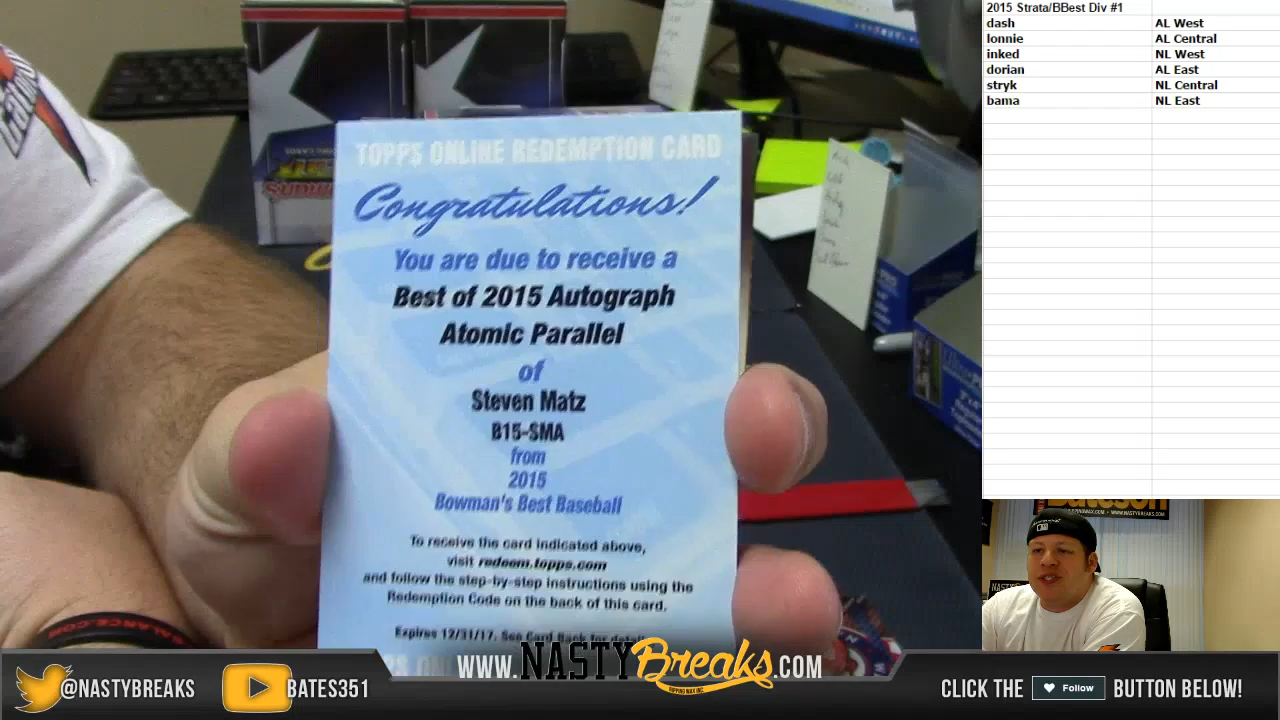 2015 Strata/BBest Div #1
dash AL West
lonnie AL Central
inked NL West
dorian AL East
stryk NL Central
bama NL East
TOPPS ONLINE REDEMPTION CARD
Congratulations!
You are due to receive a
Best of 2015 Autograph
Atomic Parallel
of
Steven Matz
B15-SMA
from
2015
Bowman's Best Baseball
To receive the card indicated above,
visit redeem.topps.com
and follow the step-by-step instructions using the
Redemption Code on the back of this card.
Expires 12/31/17. See Card Back for
@NASTYBREAKS
BATES351
WWW.NASTYBreaks.COM
RIPPING WAX INC
CLICK THE Follow BUTTON BELOW!